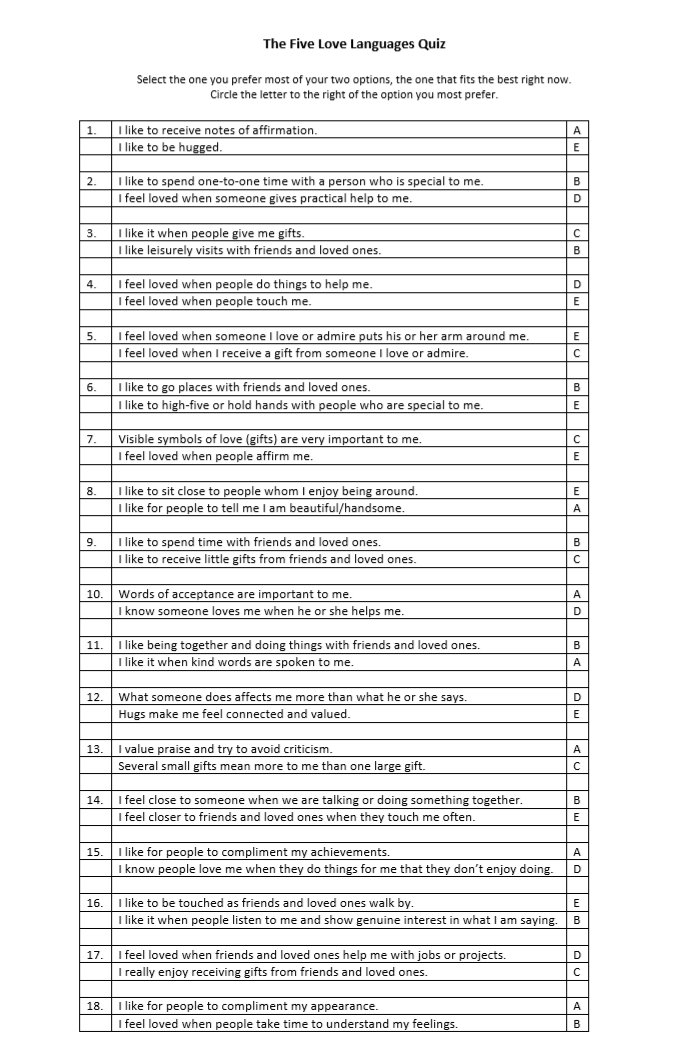 The Five Love Languages Quiz
Select the one you prefer most of your two options, the one that fits the best right now.
Circle the letter to the right of the option you most prefer.
1. I like to receive notes of affirmation. A
I like to be hugged. E
2. I like to spend one-to-one time with a person who is special to me. B
I feel loved when someone gives practical help to me. D
3. I like it when people give me gifts. C
I like leisurely visits with friends and loved ones. B
4. I feel loved when people do things to help me. D
I feel loved when people touch me. E
5. I feel loved when someone I love or admire puts his or her arm around me. E
I feel loved when I receive a gift from someone I love or admire. C
6. I like to go places with friends and loved ones. B
I like to high-five or hold hands with people who are special to me. E
7. Visible symbols of love (gifts) are very important to me. C
I feel loved when people affirm me. E
8. I like to sit close to people whom I enjoy being around. E
I like for people to tell me I am beautiful/handsome. A
9. I like to spend time with friends and loved ones. B
I like to receive little gifts from friends and loved ones. C
10. Words of acceptance are important to me. A
I know someone loves me when he or she helps me. D
11. I like being together and doing things with friends and loved ones. B
I like it when kind words are spoken to me. A
12. What someone does affects me more than what he or she says. D
Hugs make me feel connected and valued. E
13. I value praise and try to avoid criticism. A
Several small gifts mean more to me than one large gift. C
14. I feel close to someone when we are talking or doing something together. B
I feel closer to friends and loved ones when they touch me often. E
15. I like for people to compliment my achievements. A
I know people love me when they do things for me that they don't enjoy doing. D
16. I like to be touched as friends and loved ones walk by. E
I like it when people listen to me and show genuine interest in what I am saying. B
17. I feel loved when friends and loved ones help me with jobs or projects. D
I really enjoy receiving gifts from friends and loved ones. C
18. I like for people to compliment my appearance. A
I feel loved when people take time to understand my feelings. B